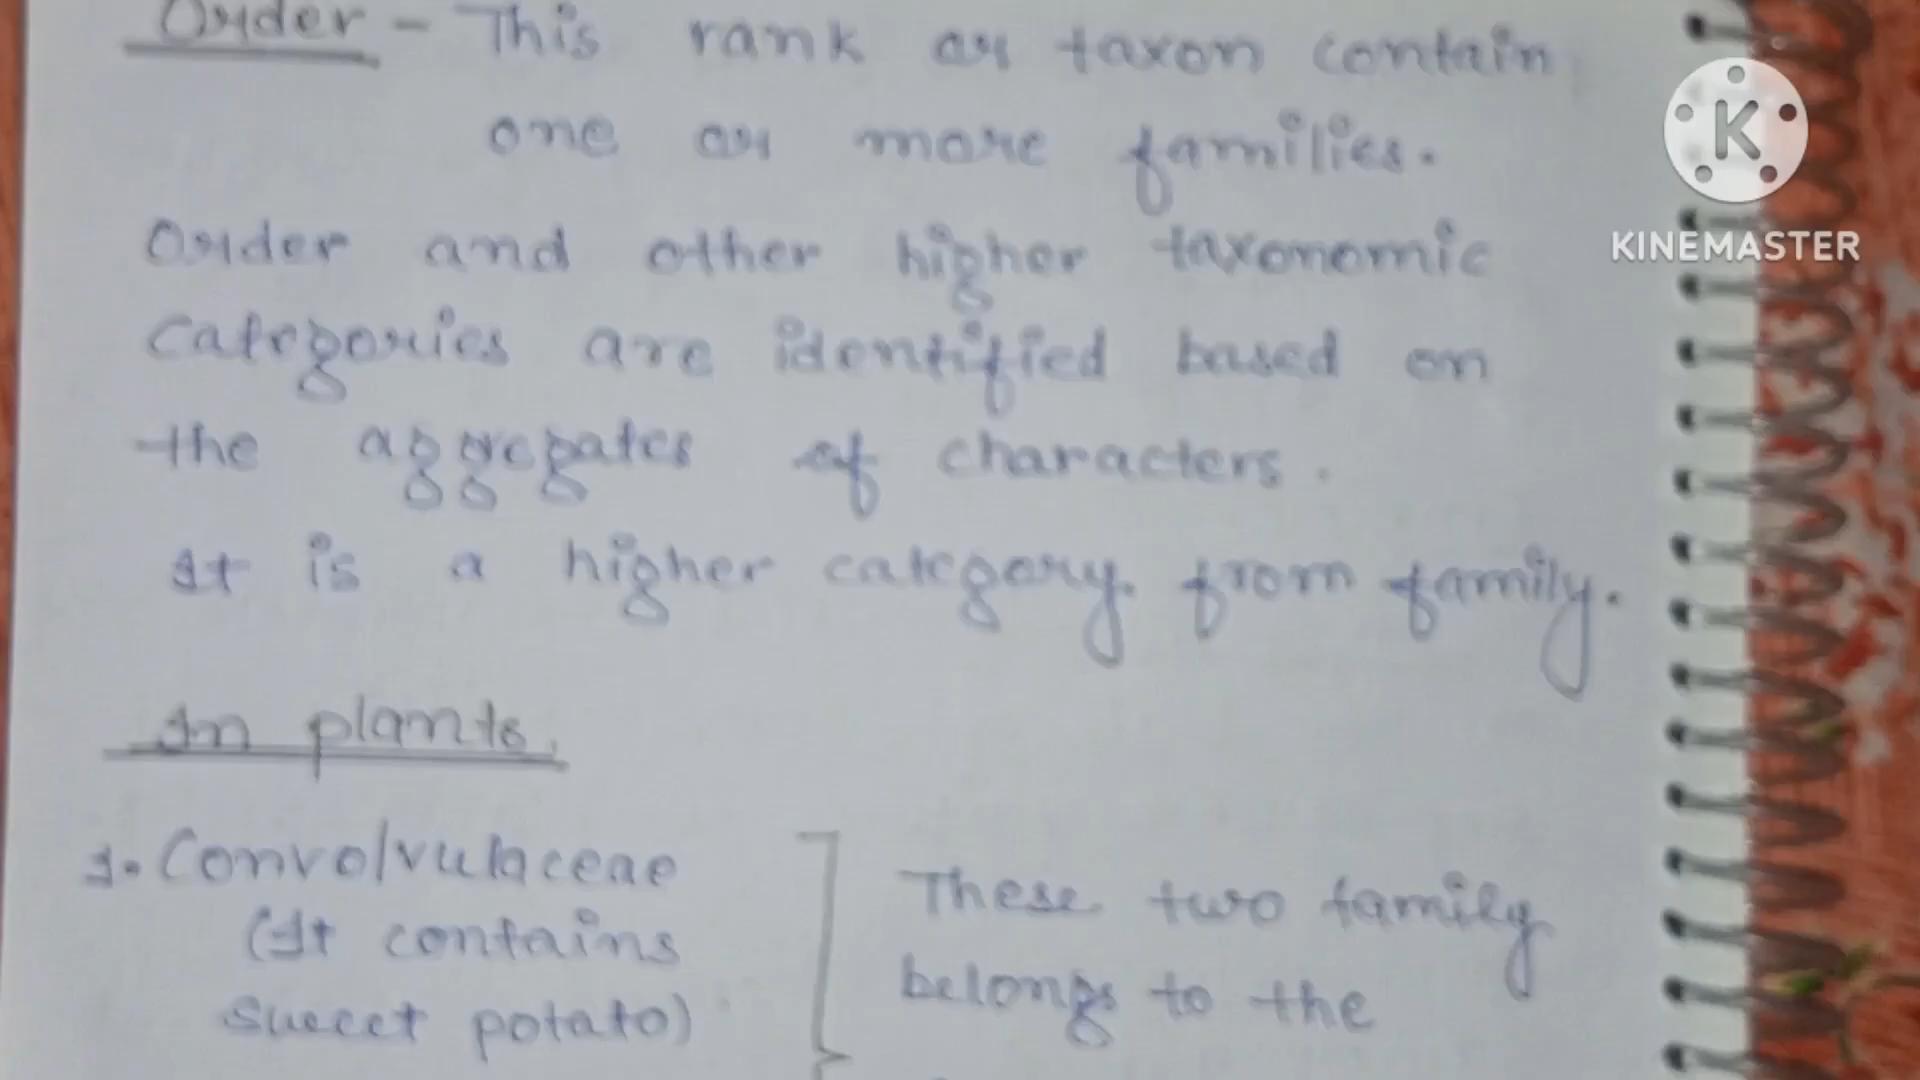 Order - This rank or taxon contain
one or more families.
Order and other higher taxonomic
categories are identified based on
the aggregates of characters.
It is a higher category from family.
In plants.
1. Convolvulaceae
(It contains
sweet potato)
These two family
belongs to the
K
KINEMASTER